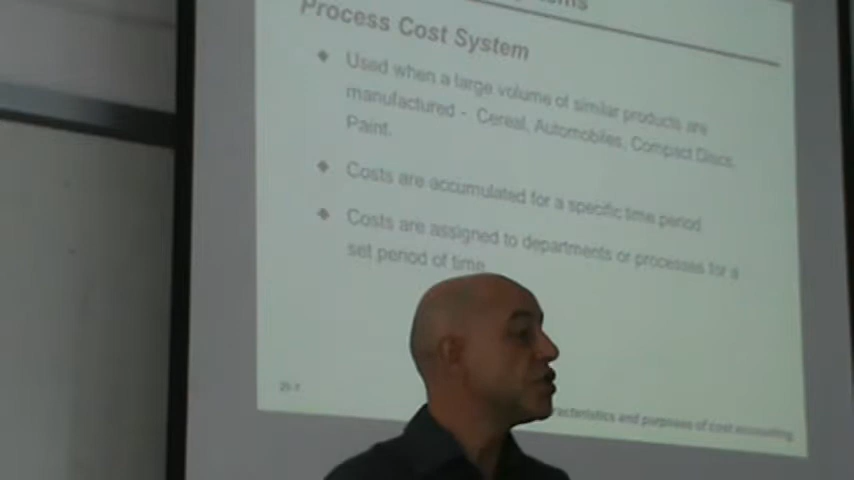 Process Cost System
Used when a large volume of similar products are
manufactured - Cereal, Automobiles, Compact Discs,
Paint.
Costs are accumulated for a specific time period
Costs are assigned to departments or processes for a
set period of time
and purposes of cost accounting